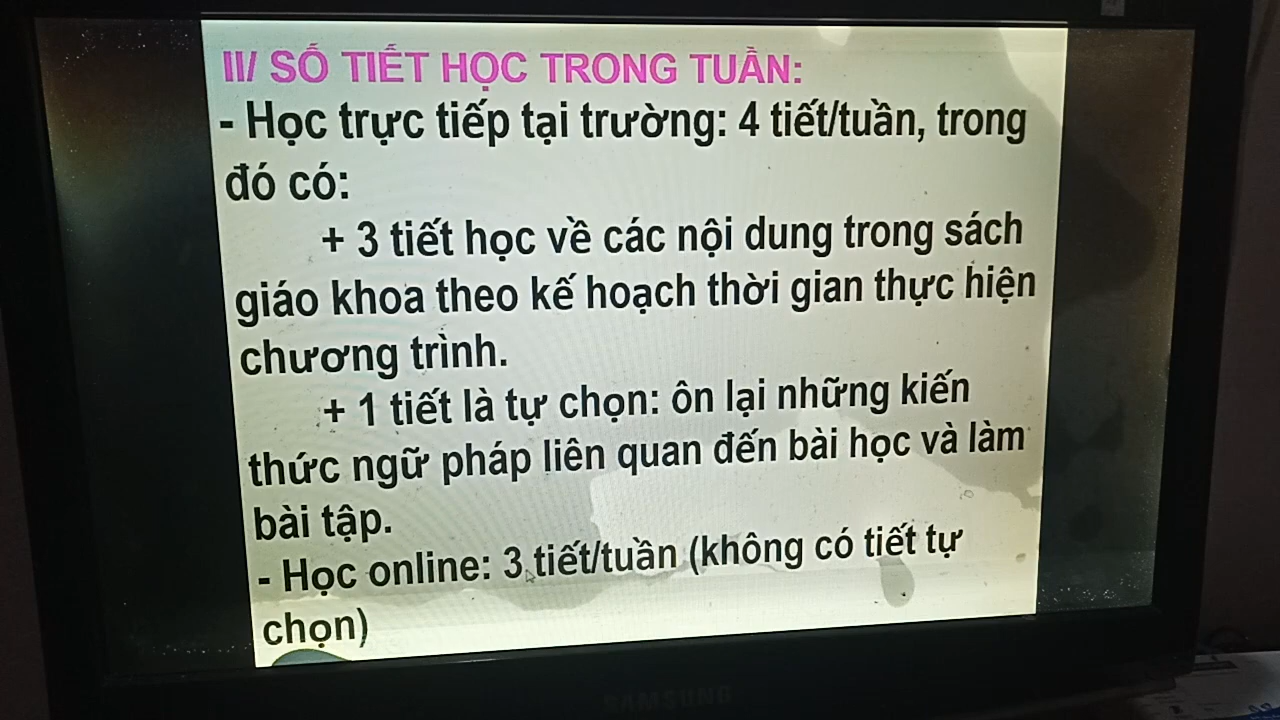 II/ SỐ TIẾT HỌC TRONG TUẦN:
- Học trực tiếp tại trường: 4 tiết/tuần, trong
đó có:
+ 3 tiết học về các nội dung trong sách
giáo khoa theo kế hoạch thời gian thực hiện
chương trình.
+ 1 tiết là tự chọn: ôn lại những kiến
thức ngữ pháp liên quan đến bài học và làm
bài tập.
- Học online: 3 tiết/tuần (không có tiết tự
chọn)
SAMSUNG